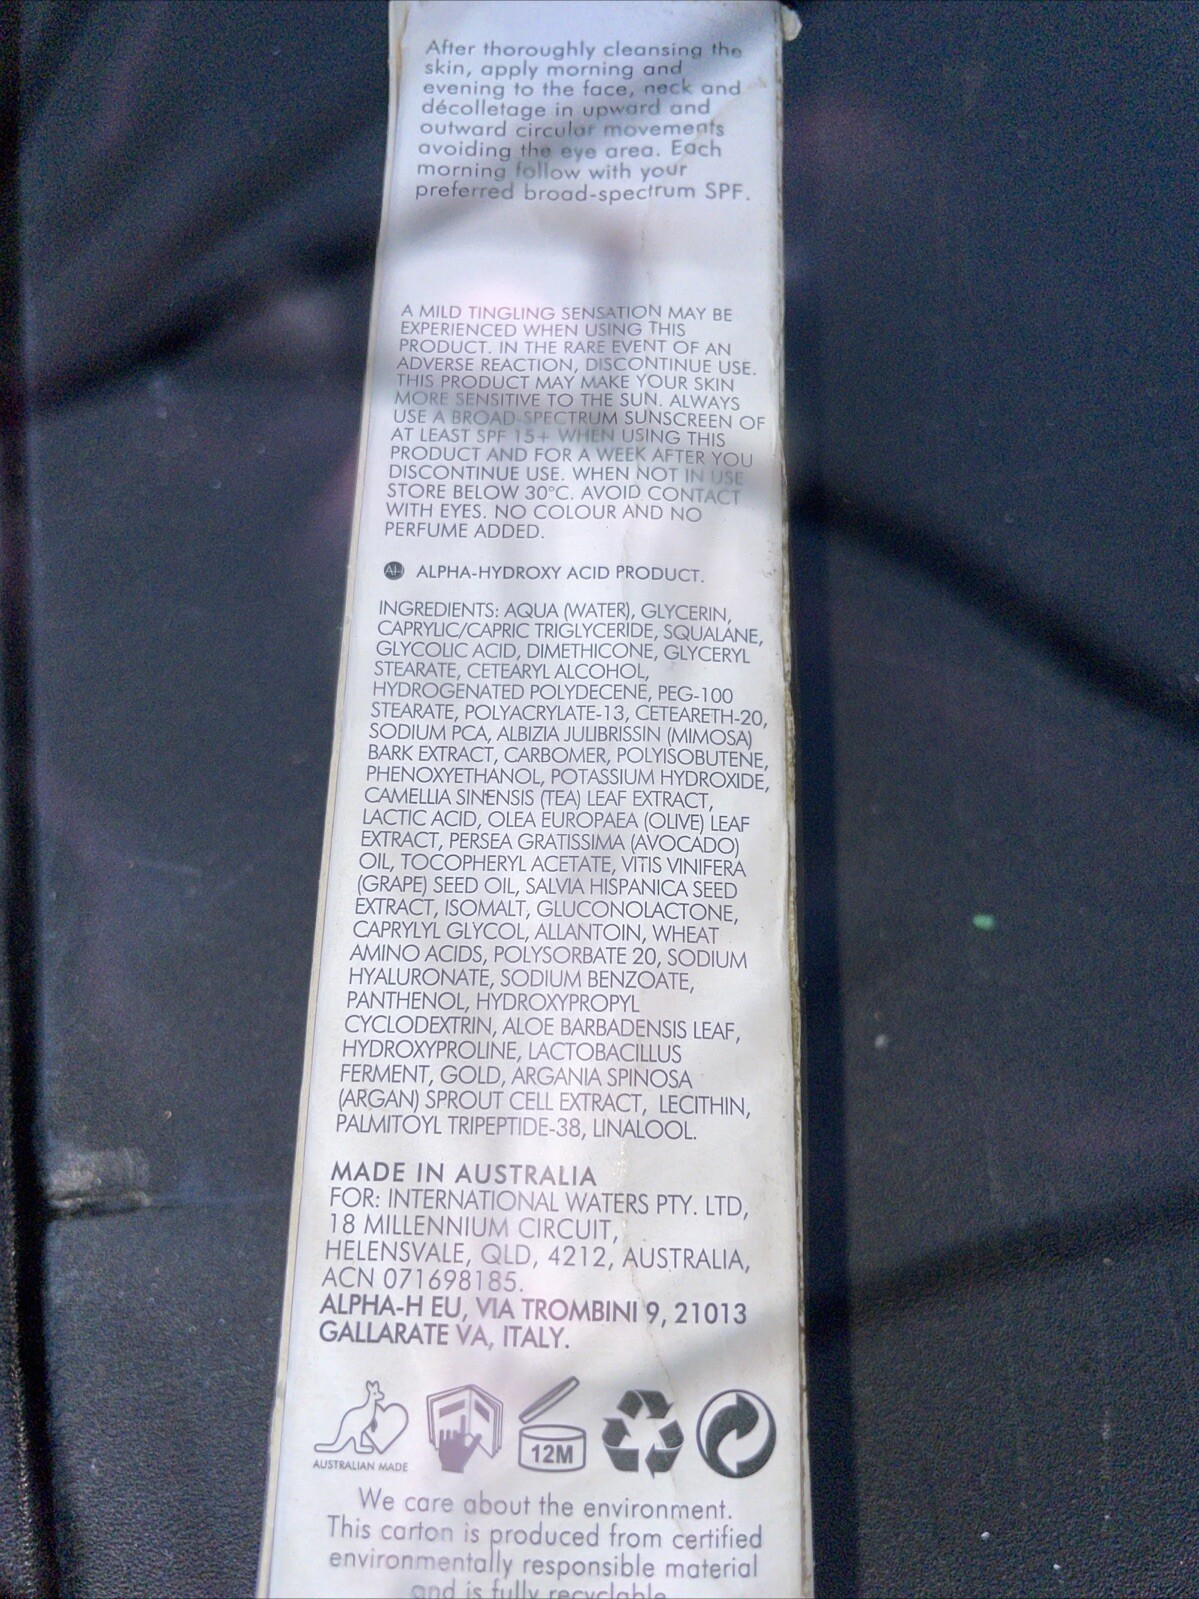 After thoroughly cleansing the
skin, apply morning and
evening to the face, neck and
décolletage in upward and
outward circular movements
avoiding the eye area. Each
morning follow with your
preferred broad-spectrum SPF.
A MILD TINGLING SENSATION MAY BE
EXPERIENCED WHEN USING THIS
PRODUCT. IN THE RARE EVENT OF AN
ADVERSE REACTION, DISCONTINUE USE.
THIS PRODUCT MAY MAKE YOUR SKIN
MORE SENSITIVE TO THE SUN. ALWAYS
USE A BROAD-SPECTRUM SUNSCREEN OF
AT LEAST SPF 15+ WHEN USING THIS
PRODUCT AND FOR A WEEK AFTER YOU
DISCONTINUE USE. WHEN NOT IN USE
STORE BELOW 30°C. AVOID CONTACT
WITH EYES. NO COLOUR AND NO
PERFUME ADDED.
AH ALPHA-HYDROXY ACID PRODUCT.
INGREDIENTS: AQUA (WATER), GLYCERIN,
CAPRYLIC/CAPRIC TRIGLYCERIDE, SQUALANE,
GLYCOLIC ACID, DIMETHICONE, GLYCERYL
STEARATE, CETEARYL ALCOHOL,
HYDROGENATED POLYDECENE, PEG-100
STEARATE, POLYACRYLATE-13, CETEARETH-20,
SODIUM PCA, ALBIZIA JULIBRISSIN (MIMOSA)
BARK EXTRACT, CARBOMER, POLYISOBUTENE,
PHENOXYETHANOL, POTASSIUM HYDROXIDE,
CAMELLIA SINENSIS (TEA) LEAF EXTRACT,
LACTIC ACID, OLEA EUROPAEA (OLIVE) LEAF
EXTRACT, PERSEA GRATISSIMA (AVOCADO)
OIL, TOCOPHERYL ACETATE, VITIS VINIFERA
(GRAPE) SEED OIL, SALVIA HISPANICA SEED
EXTRACT, ISOMALT, GLUCONOLACTONE,
CAPRYLYL GLYCOL, ALLANTOIN, WHEAT
AMINO ACIDS, POLYSORBATE 20, SODIUM
HYALURONATE, SODIUM BENZOATE,
PANTHENOL, HYDROXYPROPYL
CYCLODEXTRIN, ALOE BARBADENSIS LEAF,
HYDROXYPROLINE, LACTOBACILLUS
FERMENT, GOLD, ARGANIA SPINOSA
(ARGAN) SPROUT CELL EXTRACT, LECITHIN,
PALMITOYL TRIPEPTIDE-38, LINALOOL.
MADE IN AUSTRALIA
FOR: INTERNATIONAL WATERS PTY. LTD,
18 MILLENNIUM CIRCUIT,
HELENSVALE, QLD, 4212, AUSTRALIA,
ACN 071698185.
ALPHA-H EU, VIA TROMBINI 9, 21013
GALLARATE VA, ITALY.
12M
AUSTRALIAN MADE
We care about the environment.
This carton is produced from certified
environmentally responsible material
and is fully recyclable